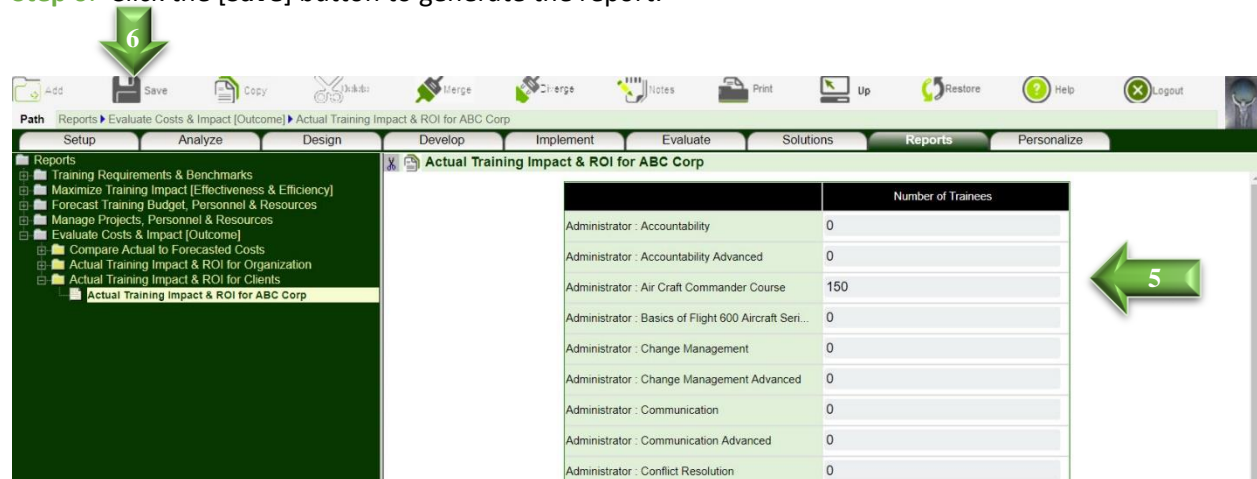 Step 6: Click the [Save] button to generate the report.
6
Add Save Copy Merge Diverge Notes Print Up Restore Help Logout
Path Reports Evaluate Costs & Impact [Outcome] Actual Training Impact & ROI for ABC Corp
Setup Analyze Design Develop Implement Evaluate Solutions Reports Personalize
Reports
Training Requirements & Benchmarks
Maximize Training Impact [Effectiveness & Efficiency]
Forecast Training Budget, Personnel & Resources
Manage Projects, Personnel & Resources
Evaluate Costs & Impact [Outcome]
Compare Actual to Forecasted Costs
Actual Training Impact & ROI for Organization
Actual Training Impact & ROI for Clients
Actual Training Impact & ROI for ABC Corp
Actual Training Impact & ROI for ABC Corp
Number of Trainees
Administrator : Accountability 0
Administrator : Accountability Advanced 0
Administrator : Air Craft Commander Course 150
Administrator : Basics of Flight 600 Aircraft Seri... 0
Administrator : Change Management 0
Administrator : Change Management Advanced 0
Administrator : Communication 0
Administrator : Communication Advanced 0
Administrator : Conflict Resolution 0
5